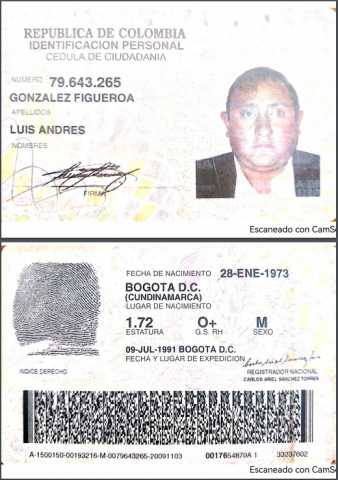 REPUBLICA DE COLOMBIA
IDENTIFICACION PERSONAL
CEDULA DE CIUDADANIA
NUMERO 79.643.265
GONZALEZ FIGUEROA
APELLIDOS
LUIS ANDRES
NOMBRES
FIRMA
Escaneado con CamS
FECHA DE NACIMIENTO 28-ENE-1973
BOGOTA D.C.
(CUNDINAMARCA)
LUGAR DE NACIMIENTO
1.72 O+ M
ESTATURA G.S. RH SEXO
09-JUL-1991 BOGOTA D.C.
FECHA Y LUGAR DE EXPEDICION
INDICE DERECHO
REGISTRADOR NACIONAL
CARLOS ARIEL SANCHEZ TORRES
A-1500150-00193216-M-0079643265-20091103 0017654870A 1 33237602
Escaneado con CamS